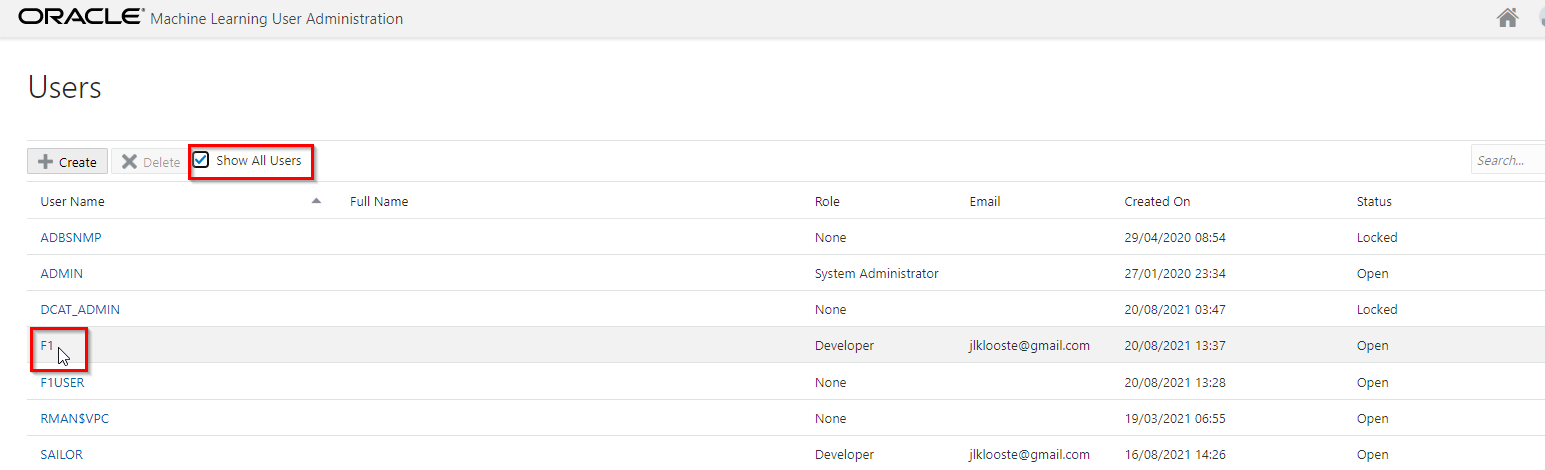 ORACLE® Machine Learning User Administration
Users
Create Delete Show All Users Search...
User Name Full Name Role Email Created On Status
ADBSNMP None 29/04/2020 08:54 Locked
ADMIN System Administrator 27/01/2020 23:34 Open
DCAT_ADMIN None 20/08/2021 03:47 Locked
F1 Developer jlklooste@gmail.com 20/08/2021 13:37 Open
F1USER None 20/08/2021 13:28 Open
RMAN$VPC None 19/03/2021 06:55 Open
SAILOR Developer jlklooste@gmail.com 16/08/2021 14:26 Open